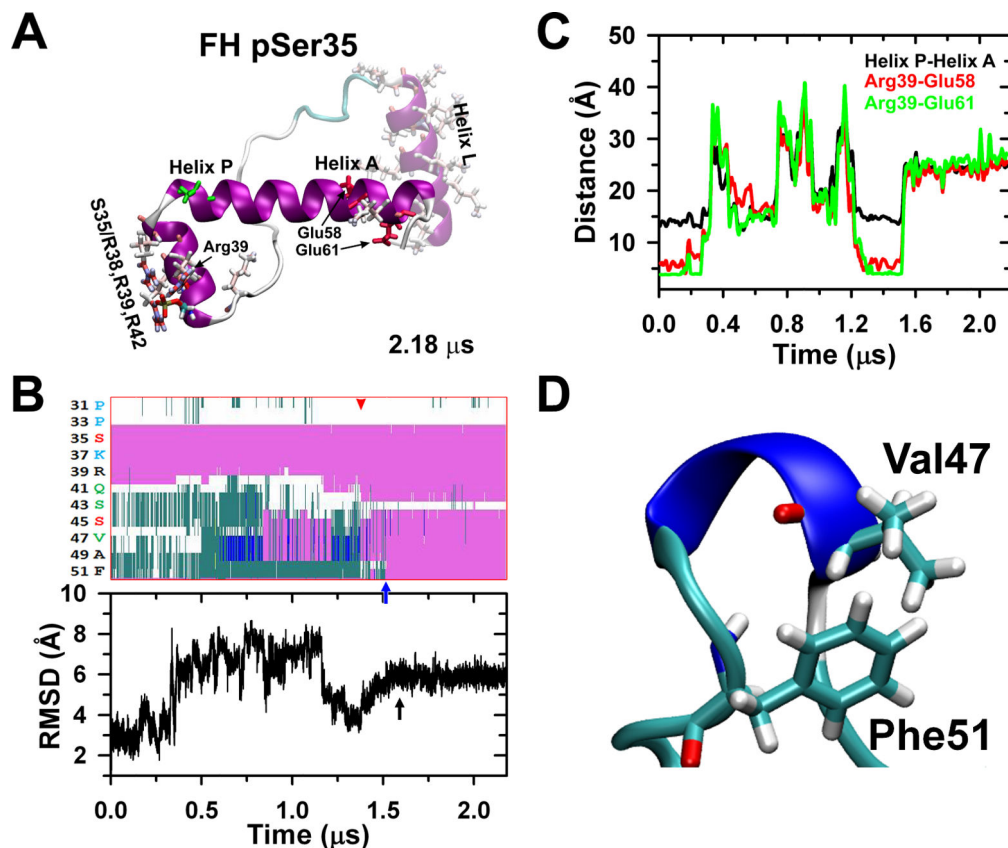 A
FH pSer35
Helix P
Helix A
Helix L
Glu58
Glu61
Arg39
S35/R38,R39,R42
2.18 µs
B
31 P
33 P
35 S
37 K
39 R
41 Q
43 S
45 S
47 V
49 A
51 F
10
8
6
4
2
RMSD (Å)
0.0 0.5 1.0 1.5 2.0
Time (µs)
C
Helix P-Helix A
Arg39-Glu58
Arg39-Glu61
50
40
30
20
10
Distance (Å)
0.0 0.4 0.8 1.2 1.6 2.0
Time (µs)
D
Val47
Phe51